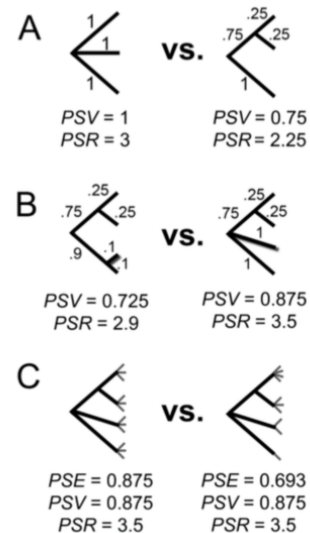 A
1
1
1
vs.
.25
.75
.25
1
PSV = 1
PSR = 3
PSV = 0.75
PSR = 2.25
B
.25
.75
.25
.9
.1
.1
vs.
.25
.75
.25
1
1
PSV = 0.725
PSR = 2.9
PSV = 0.875
PSR = 3.5
C
vs.
PSE = 0.875
PSV = 0.875
PSR = 3.5
PSE = 0.693
PSV = 0.875
PSR = 3.5